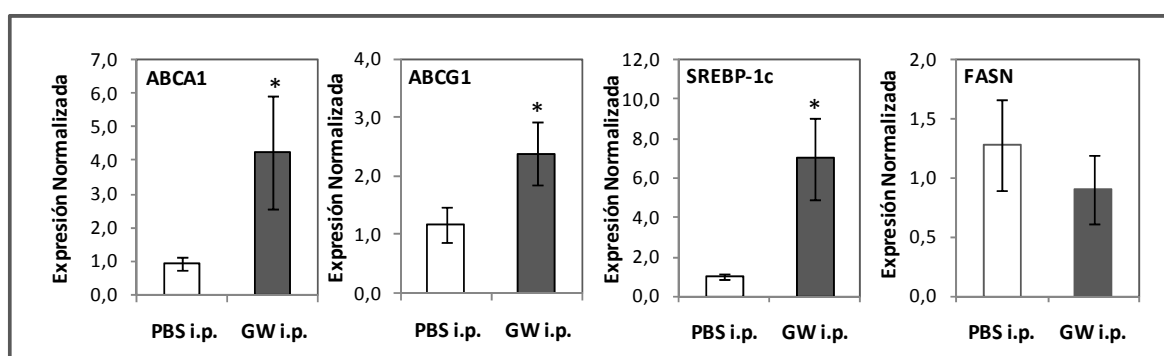 Expresión Normalizada
7,0
6,0
5,0
4,0
3,0
2,0
1,0
0,0
ABCA1
*
PBS i.p. GW i.p.
Expresión Normalizada
4,0
3,0
2,0
1,0
0,0
ABCG1
*
PBS i.p. GW i.p.
Expresión Normalizada
12,0
10,0
8,0
6,0
4,0
2,0
0,0
SREBP-1c
*
PBS i.p. GW i.p.
Expresión Normalizada
2,0
1,5
1,0
0,5
0,0
FASN
PBS i.p. GW i.p.